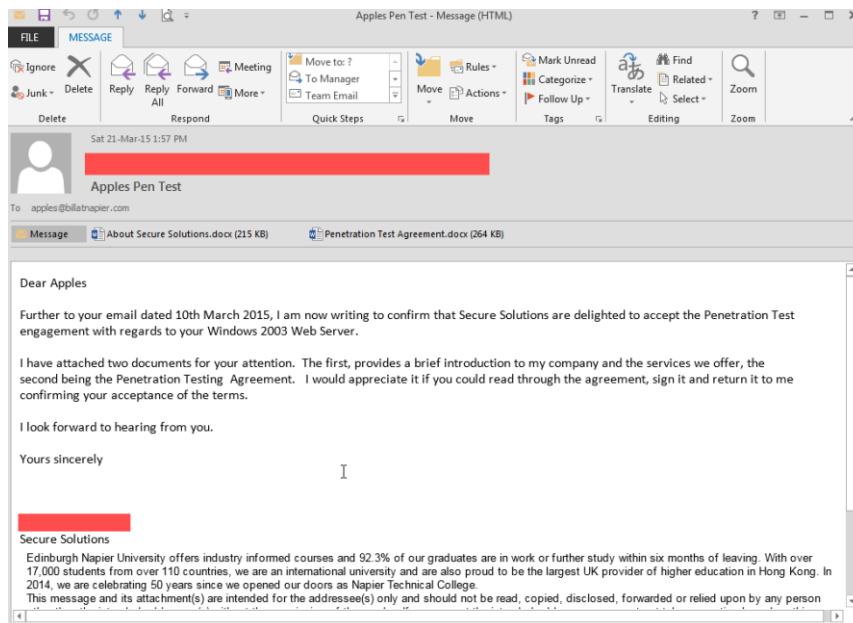 Apples Pen Test - Message (HTML)
FILE MESSAGE
Ignore
Junk
Delete
Reply
Reply All
Forward
Meeting
More
Move to: ?
To Manager
Team Email
Move
Rules
Actions
Mark Unread
Categorize
Follow Up
Translate
Find
Related
Select
Zoom
Delete Respond Quick Steps Move Tags Editing Zoom
Sat 21-Mar-15 1:57 PM
Apples Pen Test
To apples@billatnapier.com
Message About Secure Solutions.docx (215 KB) Penetration Test Agreement.docx (264 KB)
Dear Apples
Further to your email dated 10th March 2015, I am now writing to confirm that Secure Solutions are delighted to accept the Penetration Test
engagement with regards to your Windows 2003 Web Server.
I have attached two documents for your attention. The first, provides a brief introduction to my company and the services we offer, the
second being the Penetration Testing Agreement. I would appreciate it if you could read through the agreement, sign it and return it to me
confirming your acceptance of the terms.
I look forward to hearing from you.
Yours sincerely
Secure Solutions
Edinburgh Napier University offers industry informed courses and 92.3% of our graduates are in work or further study within six months of leaving. With over
17,000 students from over 110 countries, we are an international university and are also proud to be the largest UK provider of higher education in Hong Kong. In
2014, we are celebrating 50 years since we opened our doors as Napier Technical College.
This message and its attachment(s) are intended for the addressee(s) only and should not be read, copied, disclosed, forwarded or relied upon by any person